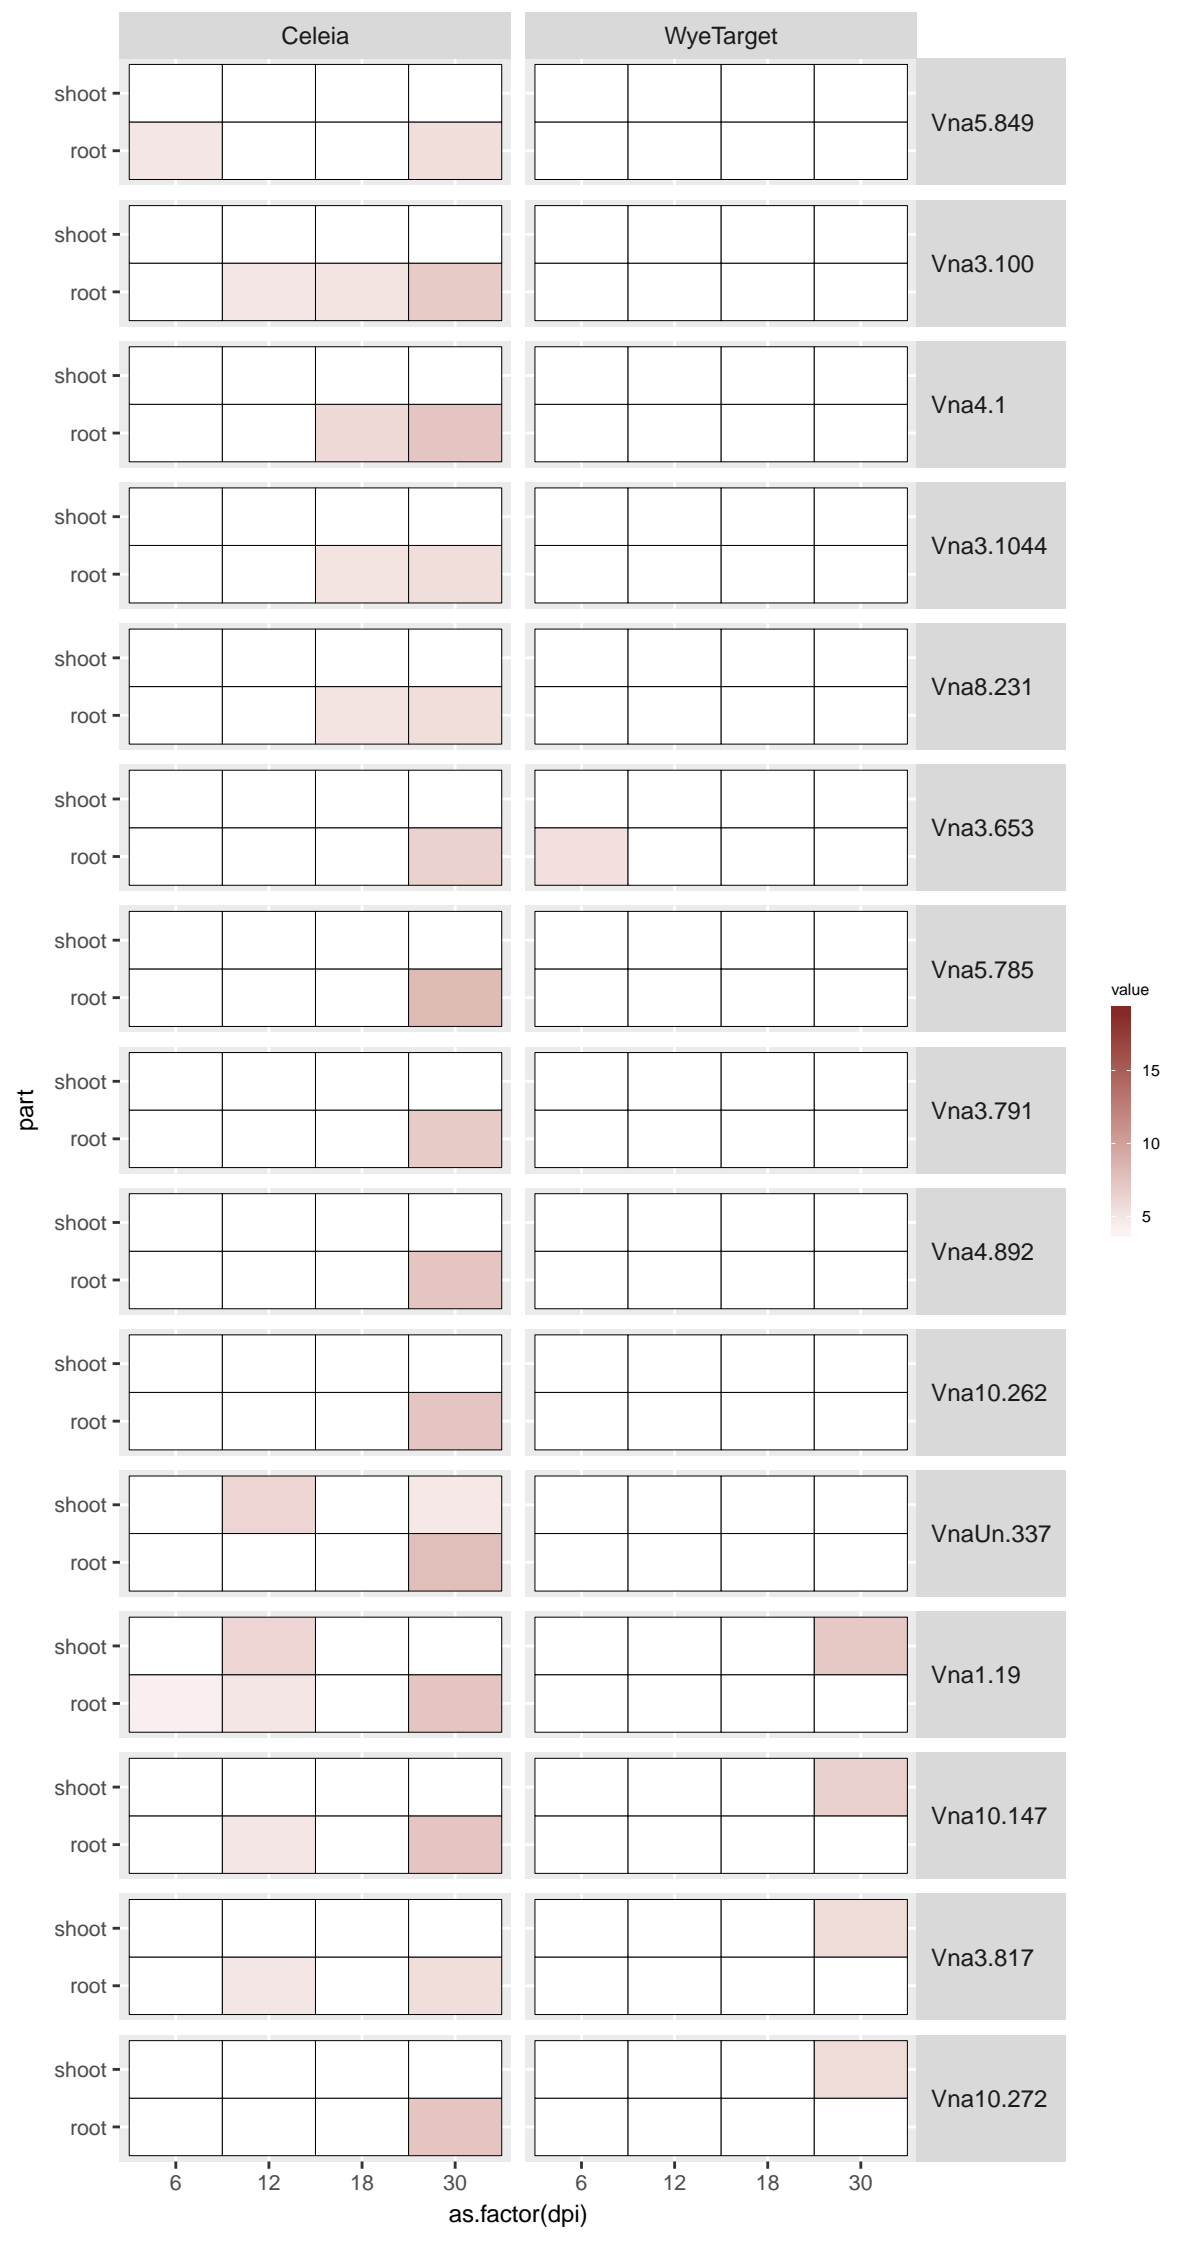 Celeia WyeTarget
shoot
root
Vna5.849
shoot
root
Vna3.100
shoot
root
Vna4.1
shoot
root
Vna3.1044
shoot
root
Vna8.231
shoot
root
Vna3.653
shoot
root
Vna5.785
shoot
root
Vna3.791
shoot
root
Vna4.892
shoot
root
Vna10.262
shoot
root
VnaUn.337
shoot
root
Vna1.19
shoot
root
Vna10.147
shoot
root
Vna3.817
shoot
root
Vna10.272
6 12 18 30 6 12 18 30
as.factor(dpi)
part
value
15
10
5